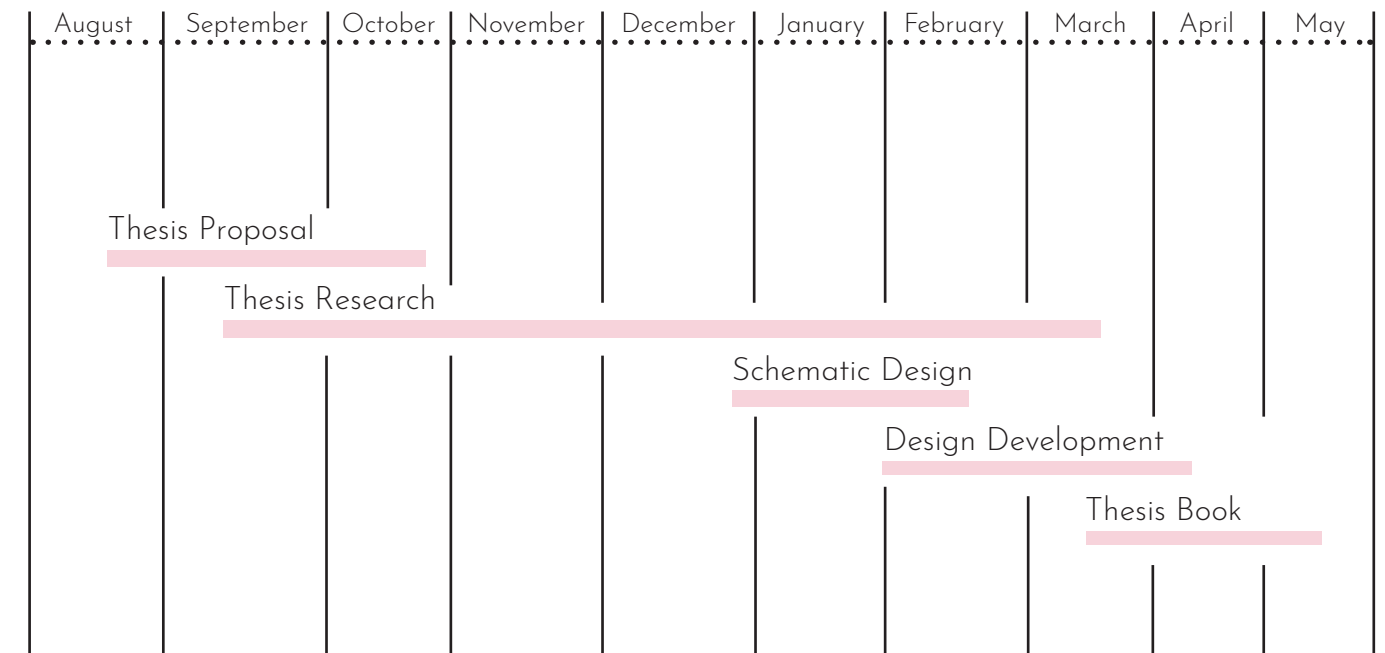 August September October November December January February March April May
Thesis Proposal
Thesis Research
Schematic Design
Design Development
Thesis Book